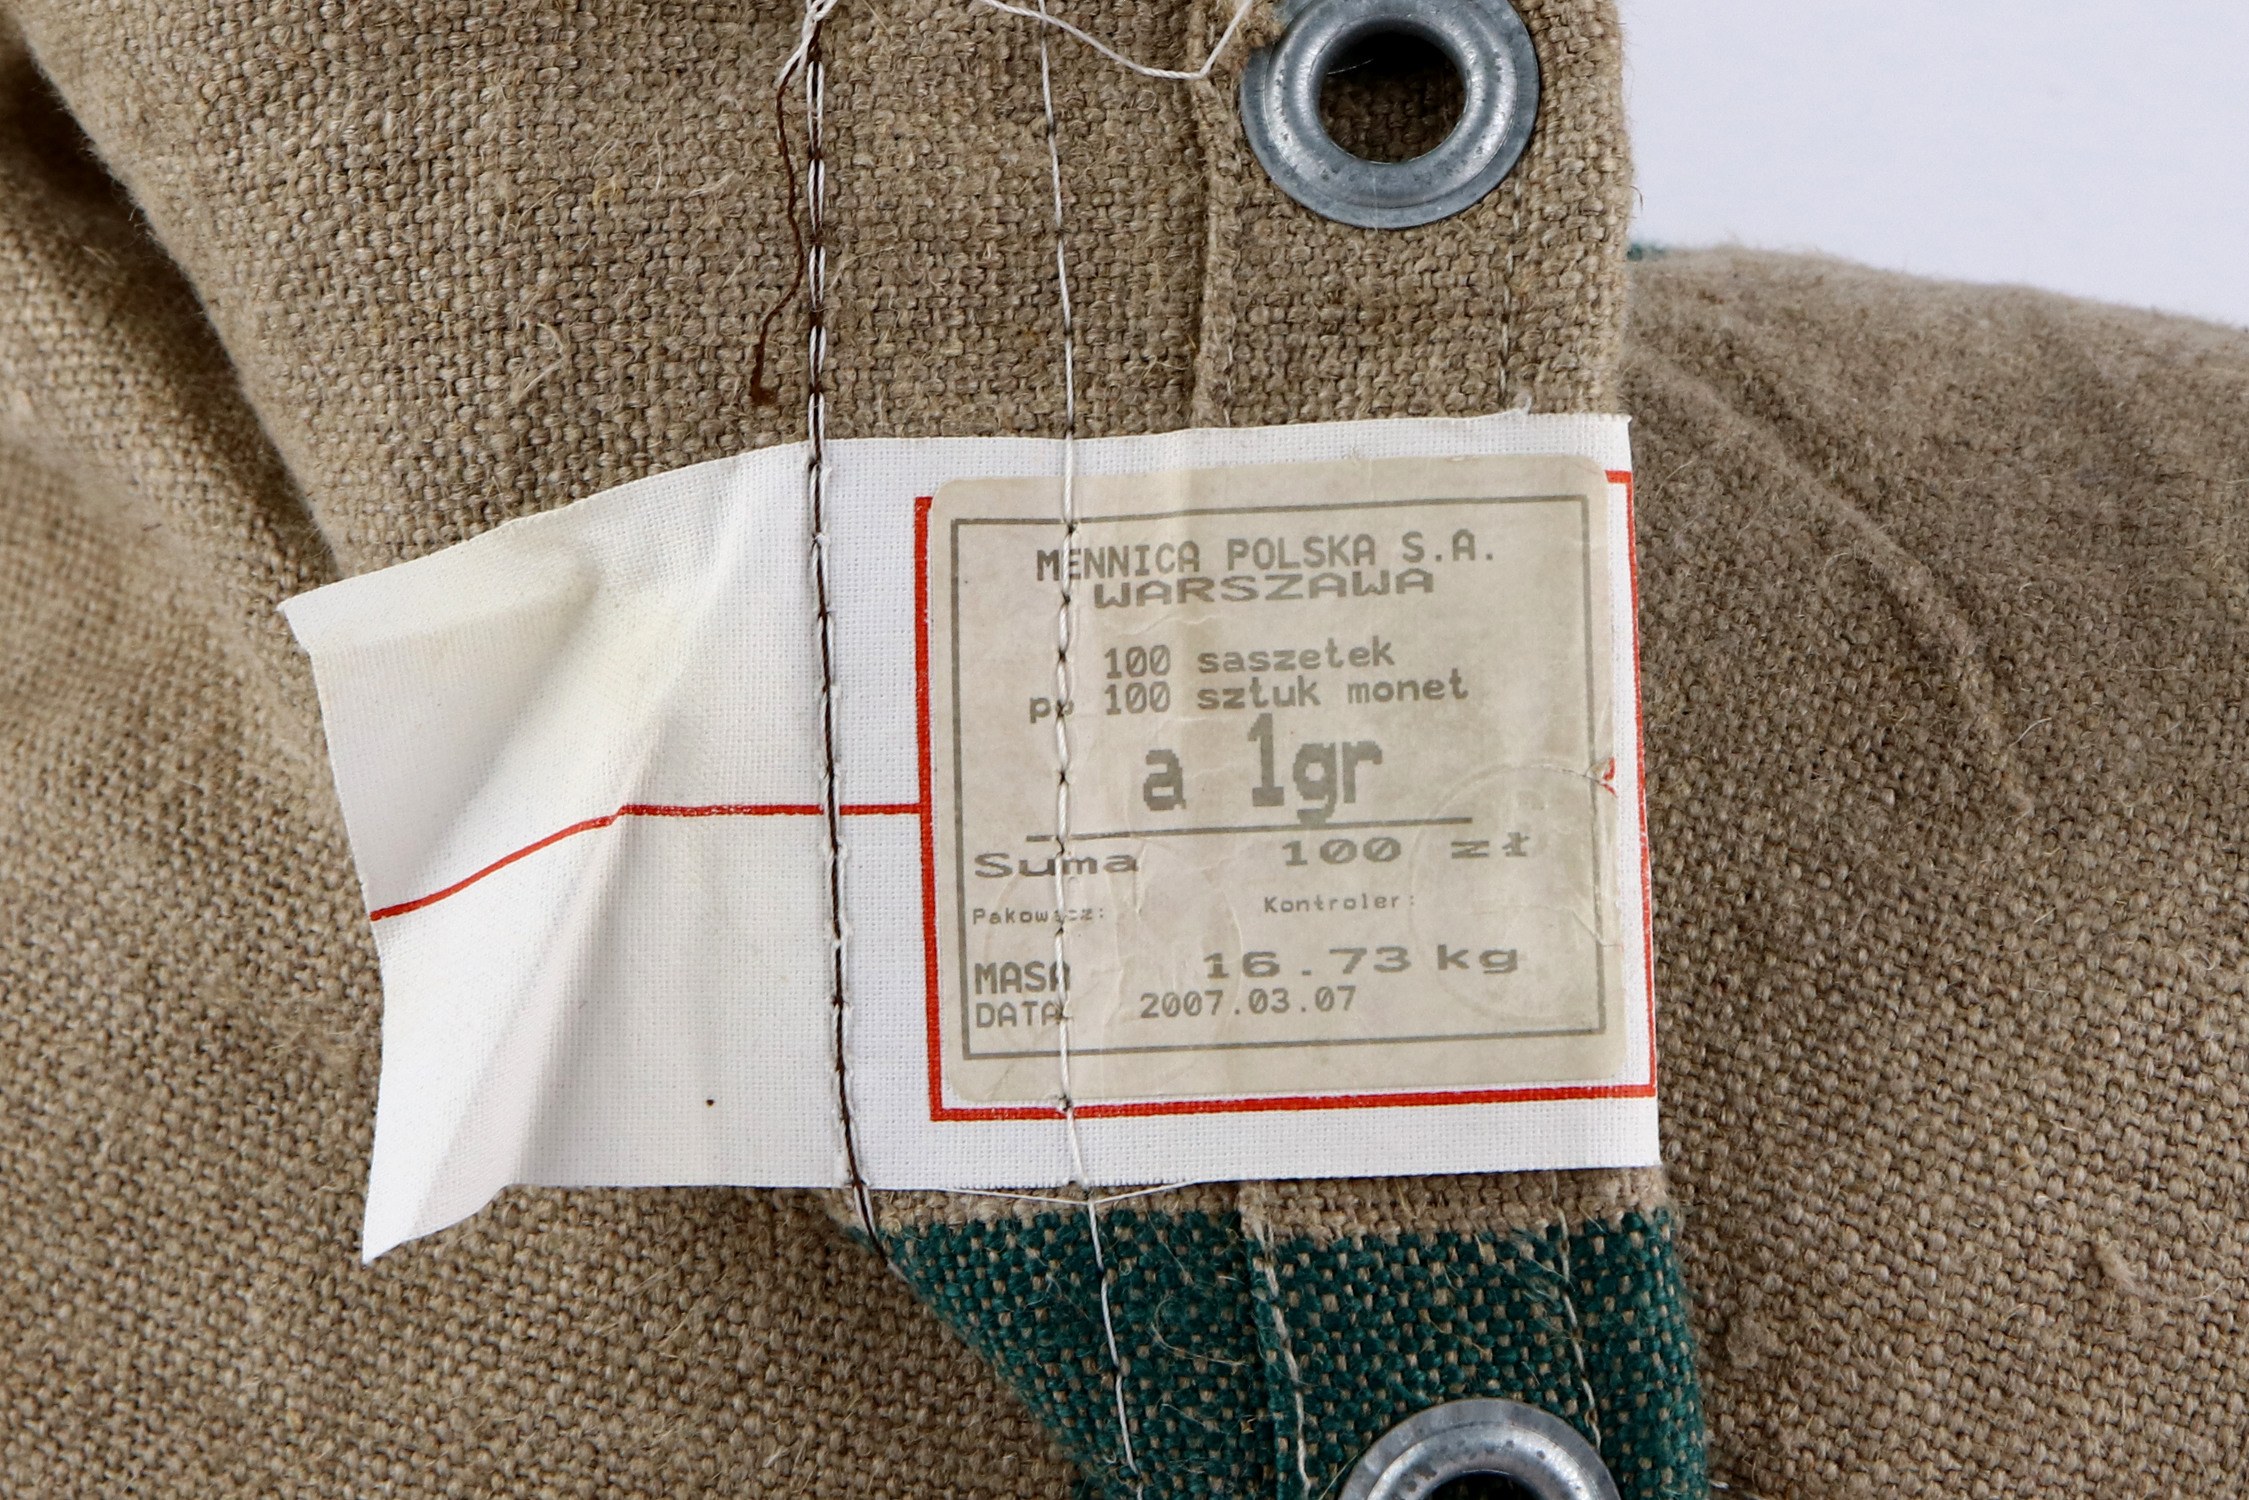 MENNICA POLSKA S.A.
WARSZAWA
100 saszetek
po 100 sztuk monet
a 1gr
Suma 100 zł
Pakowacz: Kontroler:
MASA 16.73 kg
DATA 2007.03.07